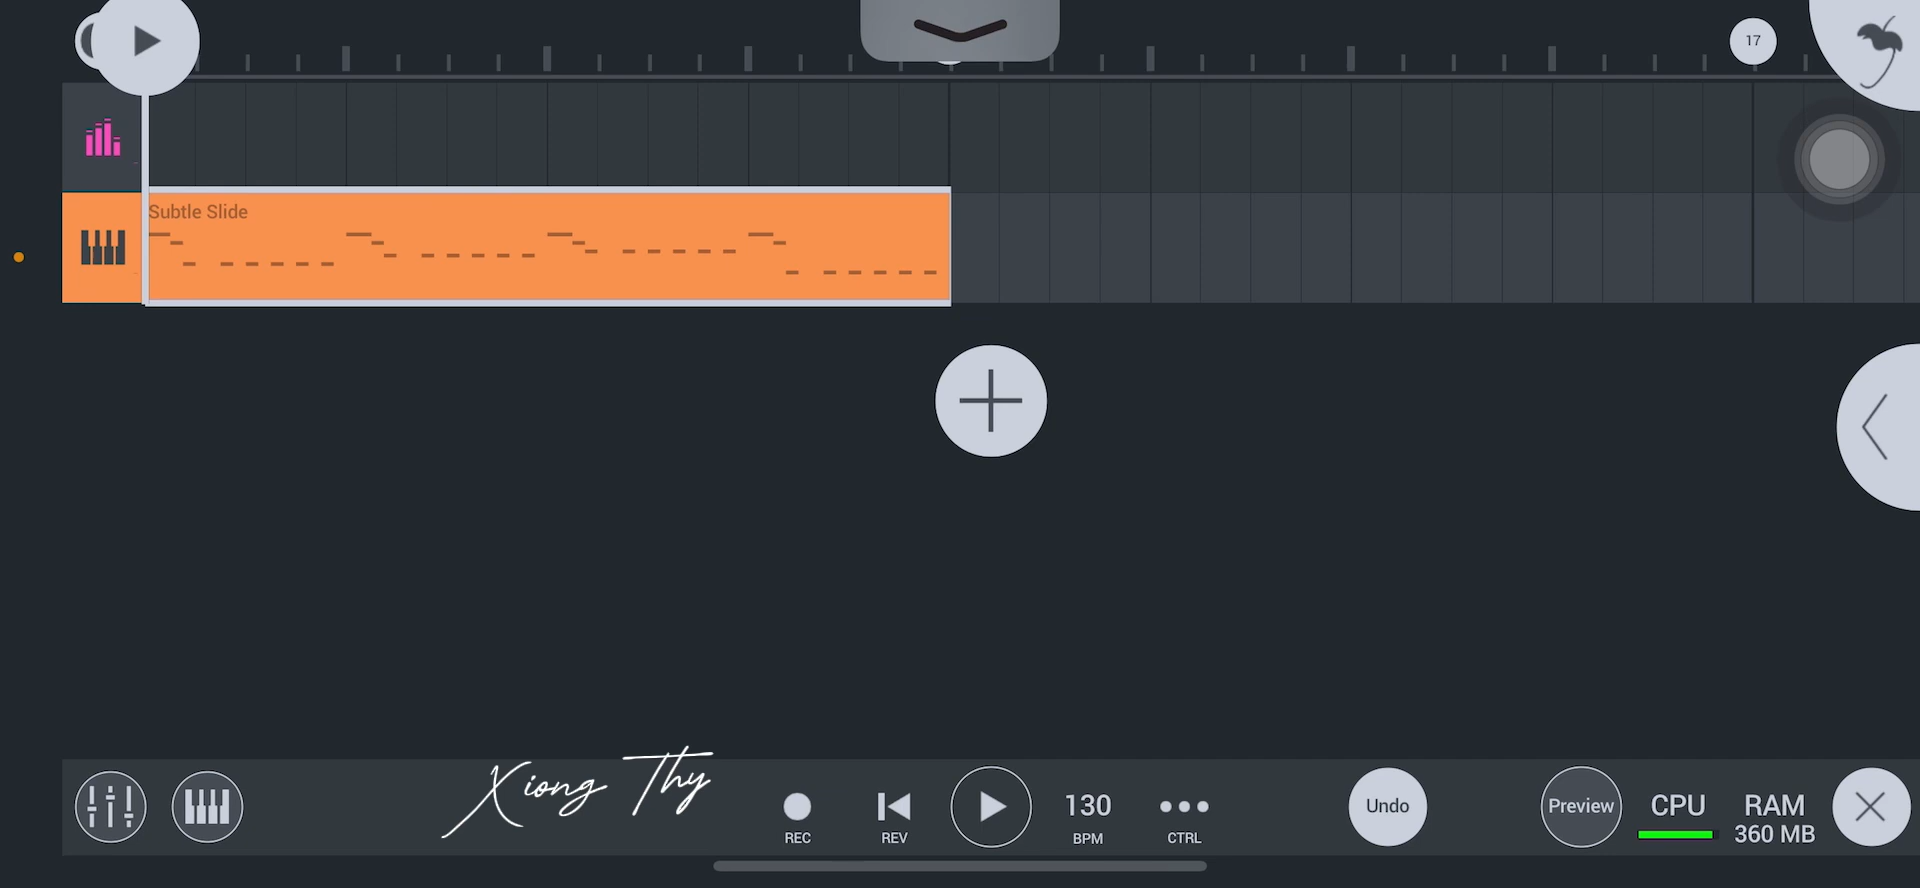 17
Subtle Slide
Xiong Thy
REC
REV
130
BPM
CTRL
Undo
Preview
CPU
RAM
360 MB